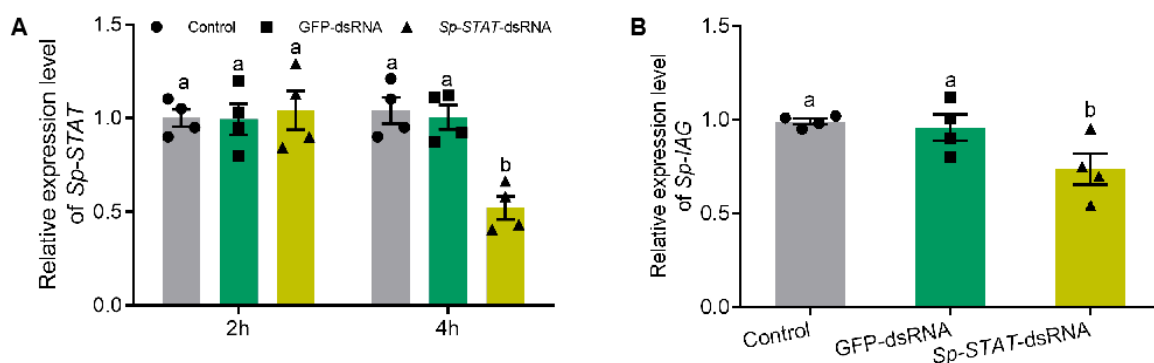 A
Control
GFP-dsRNA
Sp-STAT-dsRNA
Relative expression level
of Sp-STAT
1.5
1.0
0.5
0.0
a
a
a
a
a
b
2h
4h
B
Relative expression level
of Sp-IAG
1.5
1.0
0.5
0.0
a
a
b
Control
GFP-dsRNA
Sp-STAT-dsRNA